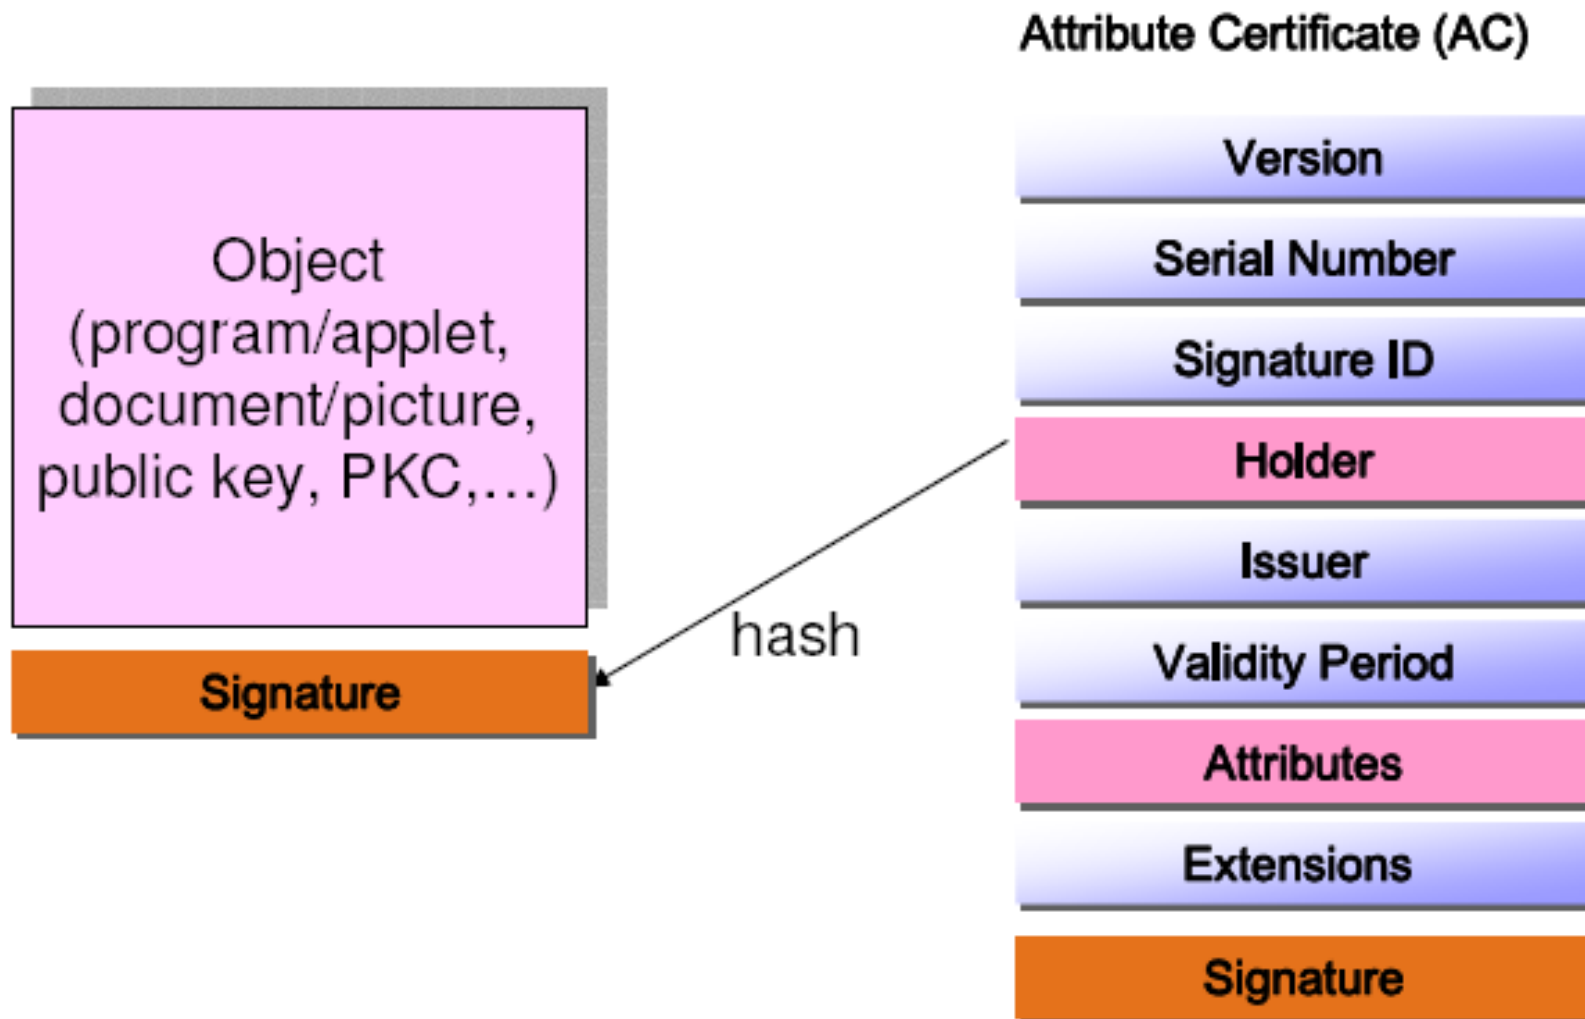 Attribute Certificate (AC)
Object
(program/applet,
document/picture,
public key, PKC,...)
Signature
hash
Version
Serial Number
Signature ID
Holder
Issuer
Validity Period
Attributes
Extensions
Signature